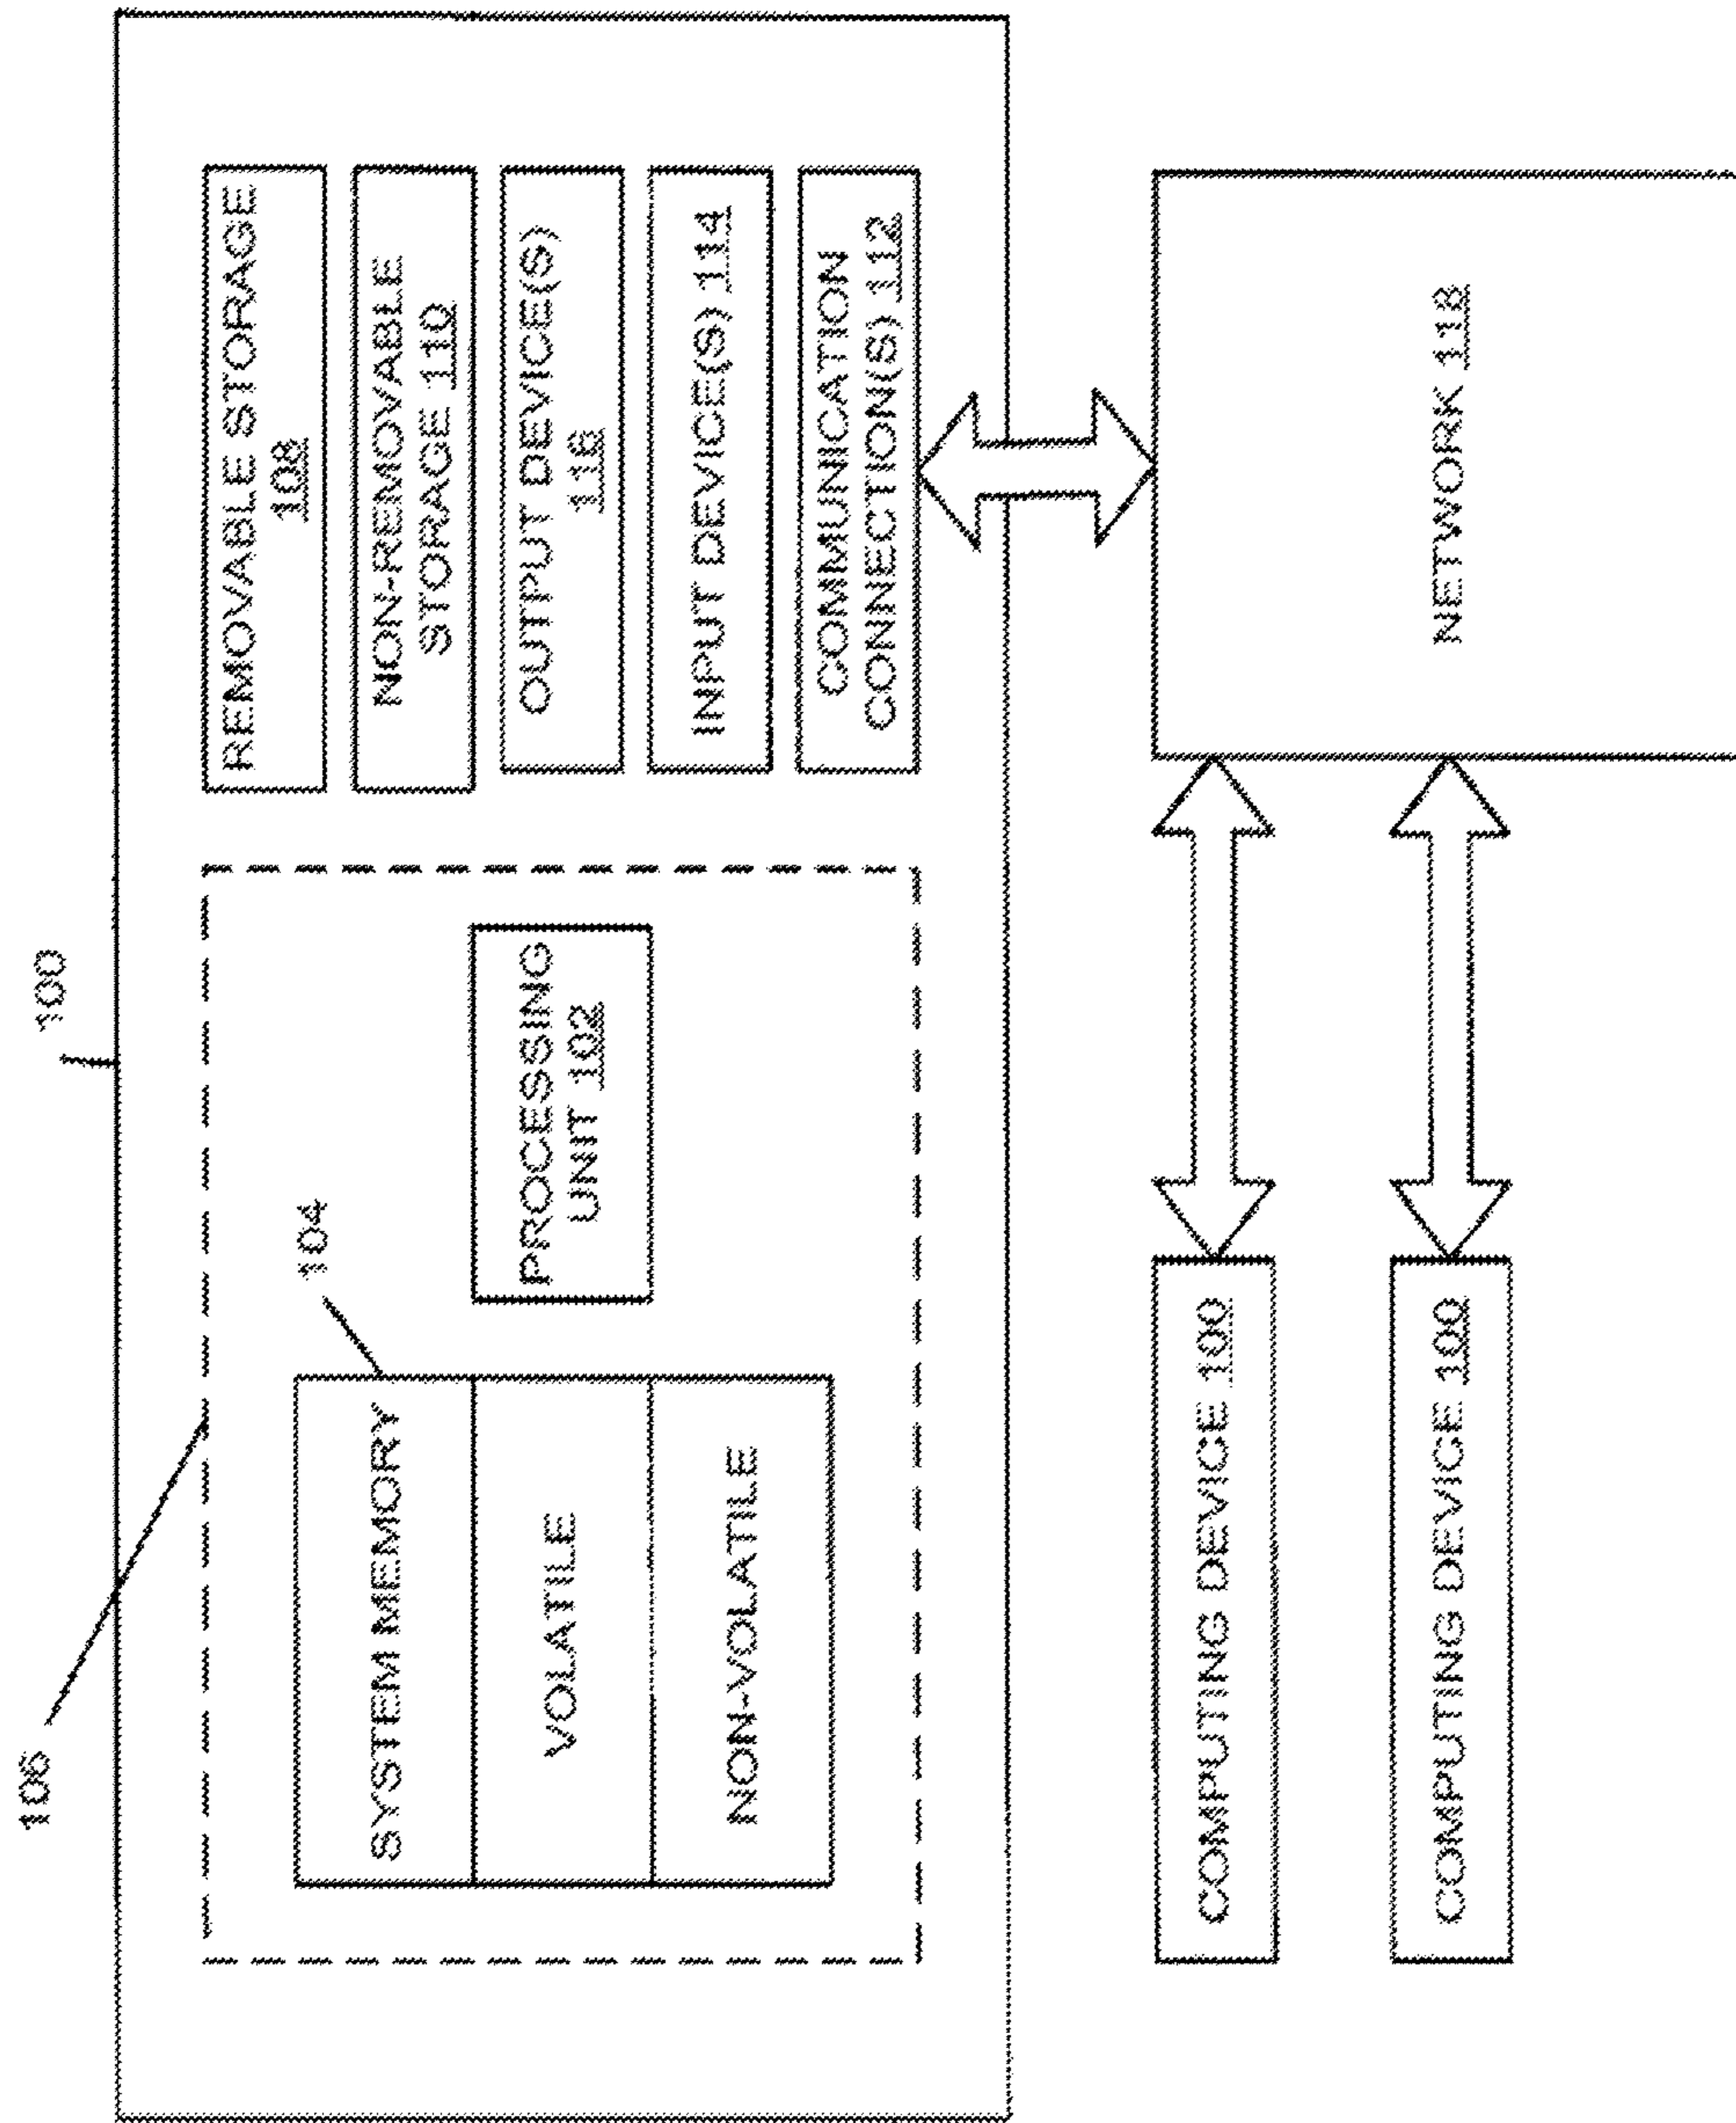 100
106
104
SYSTEM MEMORY
VOLATILE
NON-VOLATILE
PROCESSING
UNIT 102
REMOVABLE STORAGE
108
NON-REMOVABLE
STORAGE 110
OUTPUT DEVICE(S)
116
INPUT DEVICE(S) 114
COMMUNICATION
CONNECTION(S) 112
COMPUTING DEVICE 100
COMPUTING DEVICE 100
NETWORK 118